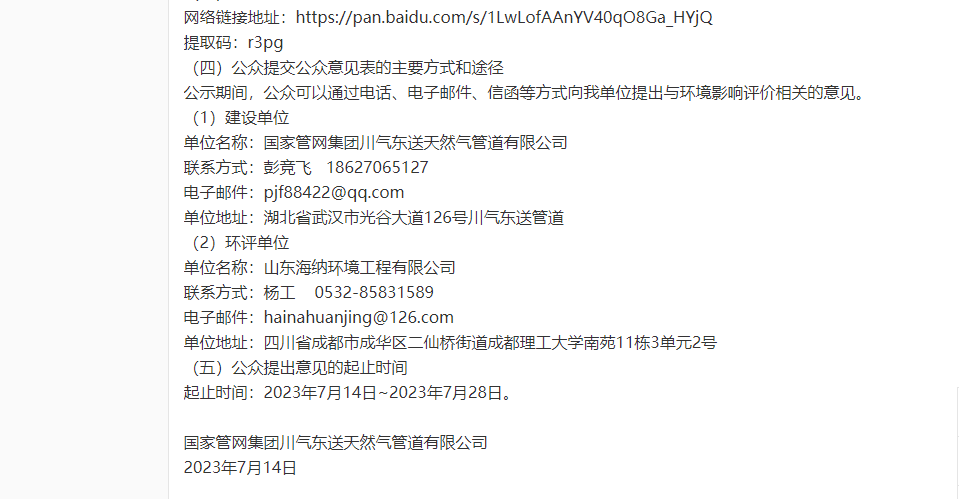 网络链接地址：https://pan.baidu.com/s/1LwLofAAnYV40qO8Ga_HYjQ
提取码：r3pg
（四）公众提交公众意见表的主要方式和途径
公示期间，公众可以通过电话、电子邮件、信函等方式向我单位提出与环境影响评价相关的意见。
（1）建设单位
单位名称：国家管网集团川气东送天然气管道有限公司
联系方式：彭竞飞 18627065127
电子邮件：pjf88422@qq.com
单位地址：湖北省武汉市光谷大道126号川气东送管道
（2）环评单位
单位名称：山东海纳环境工程有限公司
联系方式：杨工 0532-85831589
电子邮件：hainahuanjing@126.com
单位地址：四川省成都市成华区二仙桥街道成都理工大学南苑11栋3单元2号
（五）公众提出意见的起止时间
起止时间：2023年7月14日~2023年7月28日。
国家管网集团川气东送天然气管道有限公司
2023年7月14日